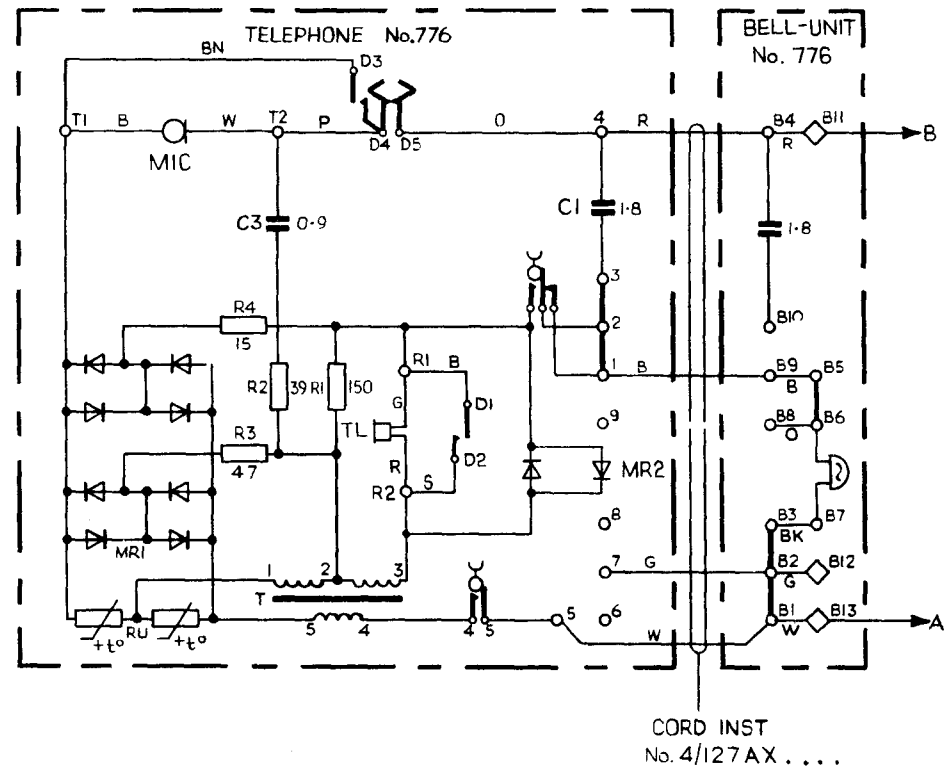 TELEPHONE No.776
BELL-UNIT
No. 776
BN
D3
T1
B
W
T2
P
D4
D5
O
4
R
B4
R
B11
B
MIC
C3
0·9
C1
1·8
1·8
3
R4
15
2
B10
R1
B
1
B
B9
B
B5
R2
39
R1
150
G
D1
9
B8
O
B6
TL
R3
47
R
D2
MR2
R2
S
8
B3
BK
B7
MR1
1
2
3
7
G
B2
G
B12
T
5
4
4
5
5
6
B1
W
B13
A
RU
+t°
+t°
W
CORD INST
No. 4/127AX....